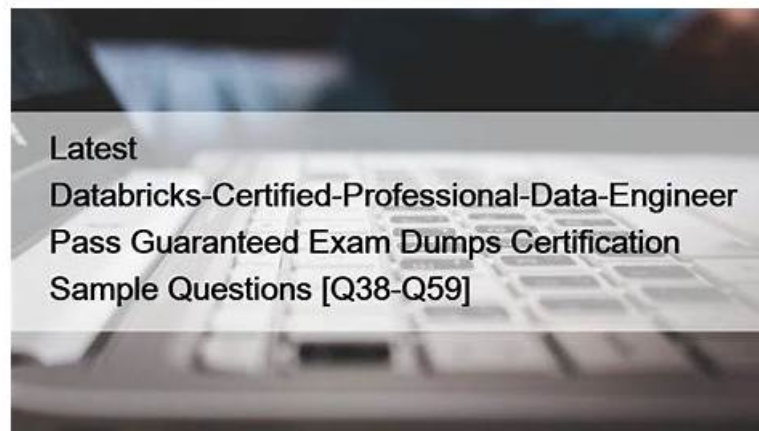 Latest
Databricks-Certified-Professional-Data-Engineer
Pass Guaranteed Exam Dumps Certification
Sample Questions [Q38-Q59]